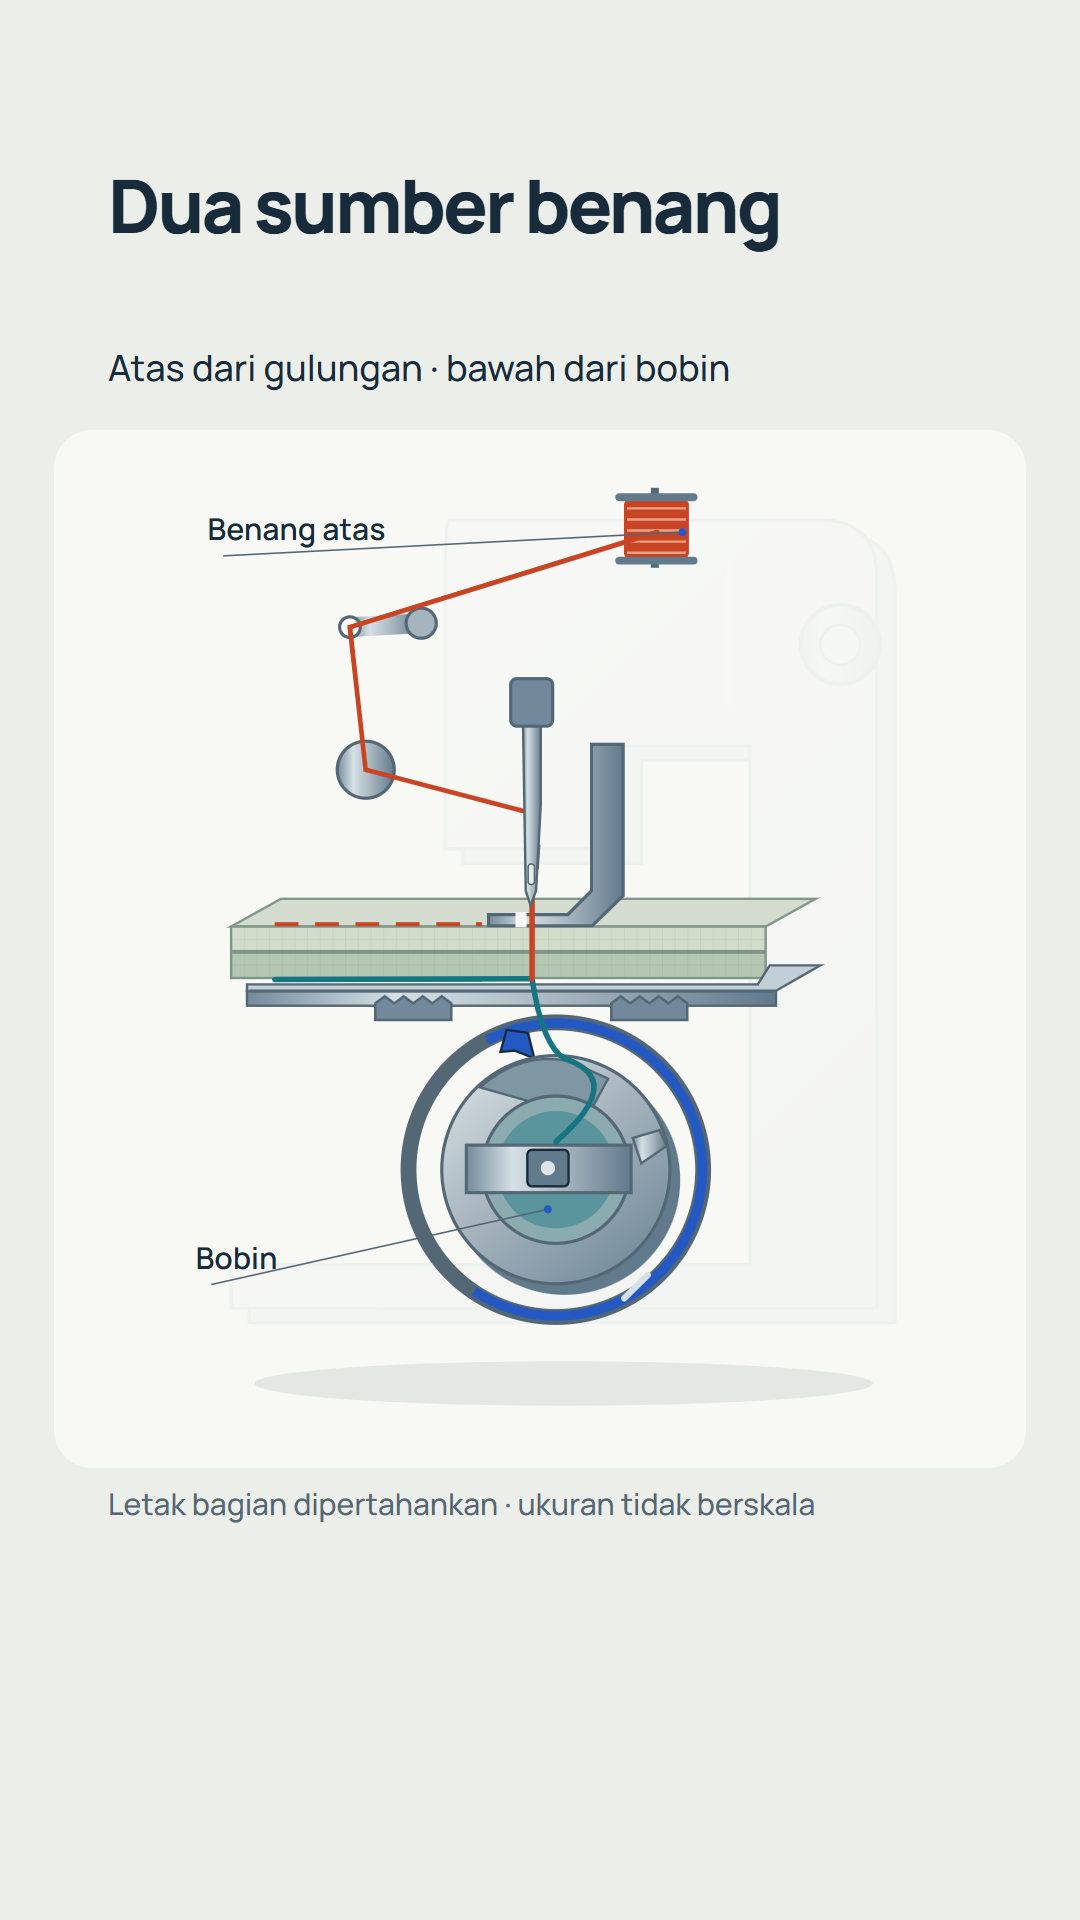 Dua sumber benang
Atas dari gulungan · bawah dari bobin
Benang atas
Bobin
Letak bagian dipertahankan · ukuran tidak berskala